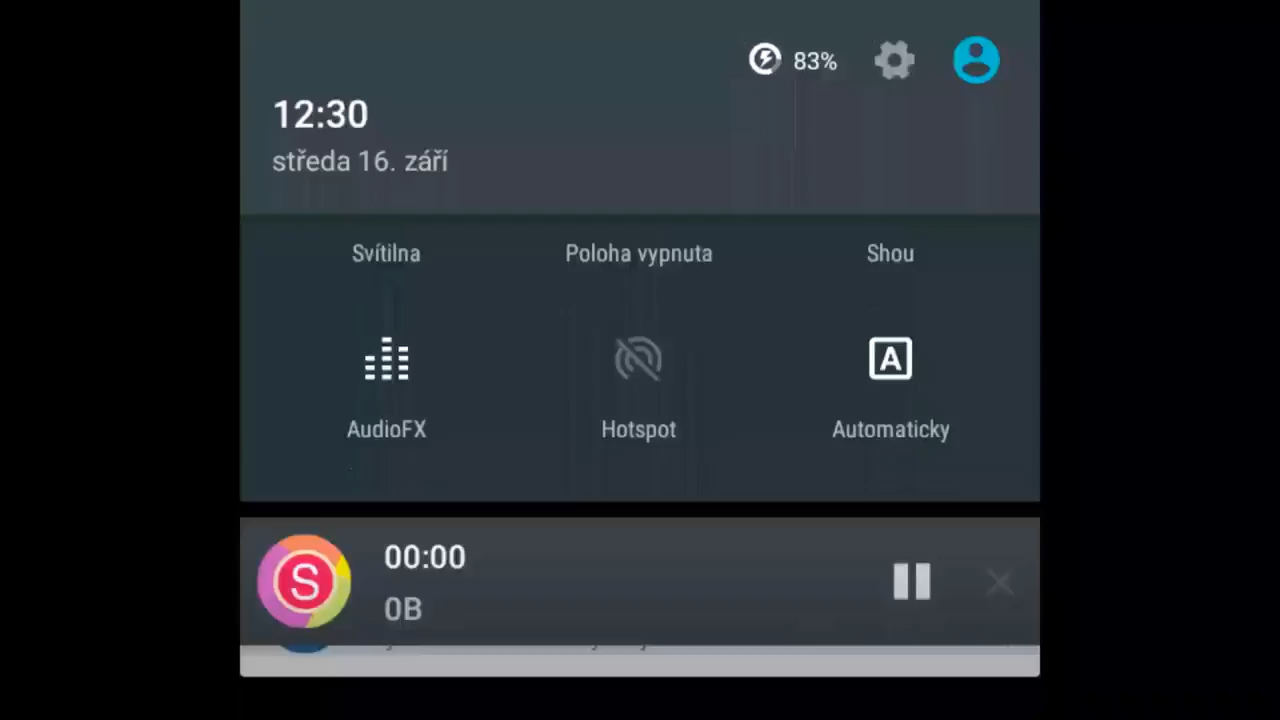 83%
12:30
středa 16. září
Svítilna
Poloha vypnuta
Shou
A
AudioFX
Hotspot
Automaticky
S
00:00
0B